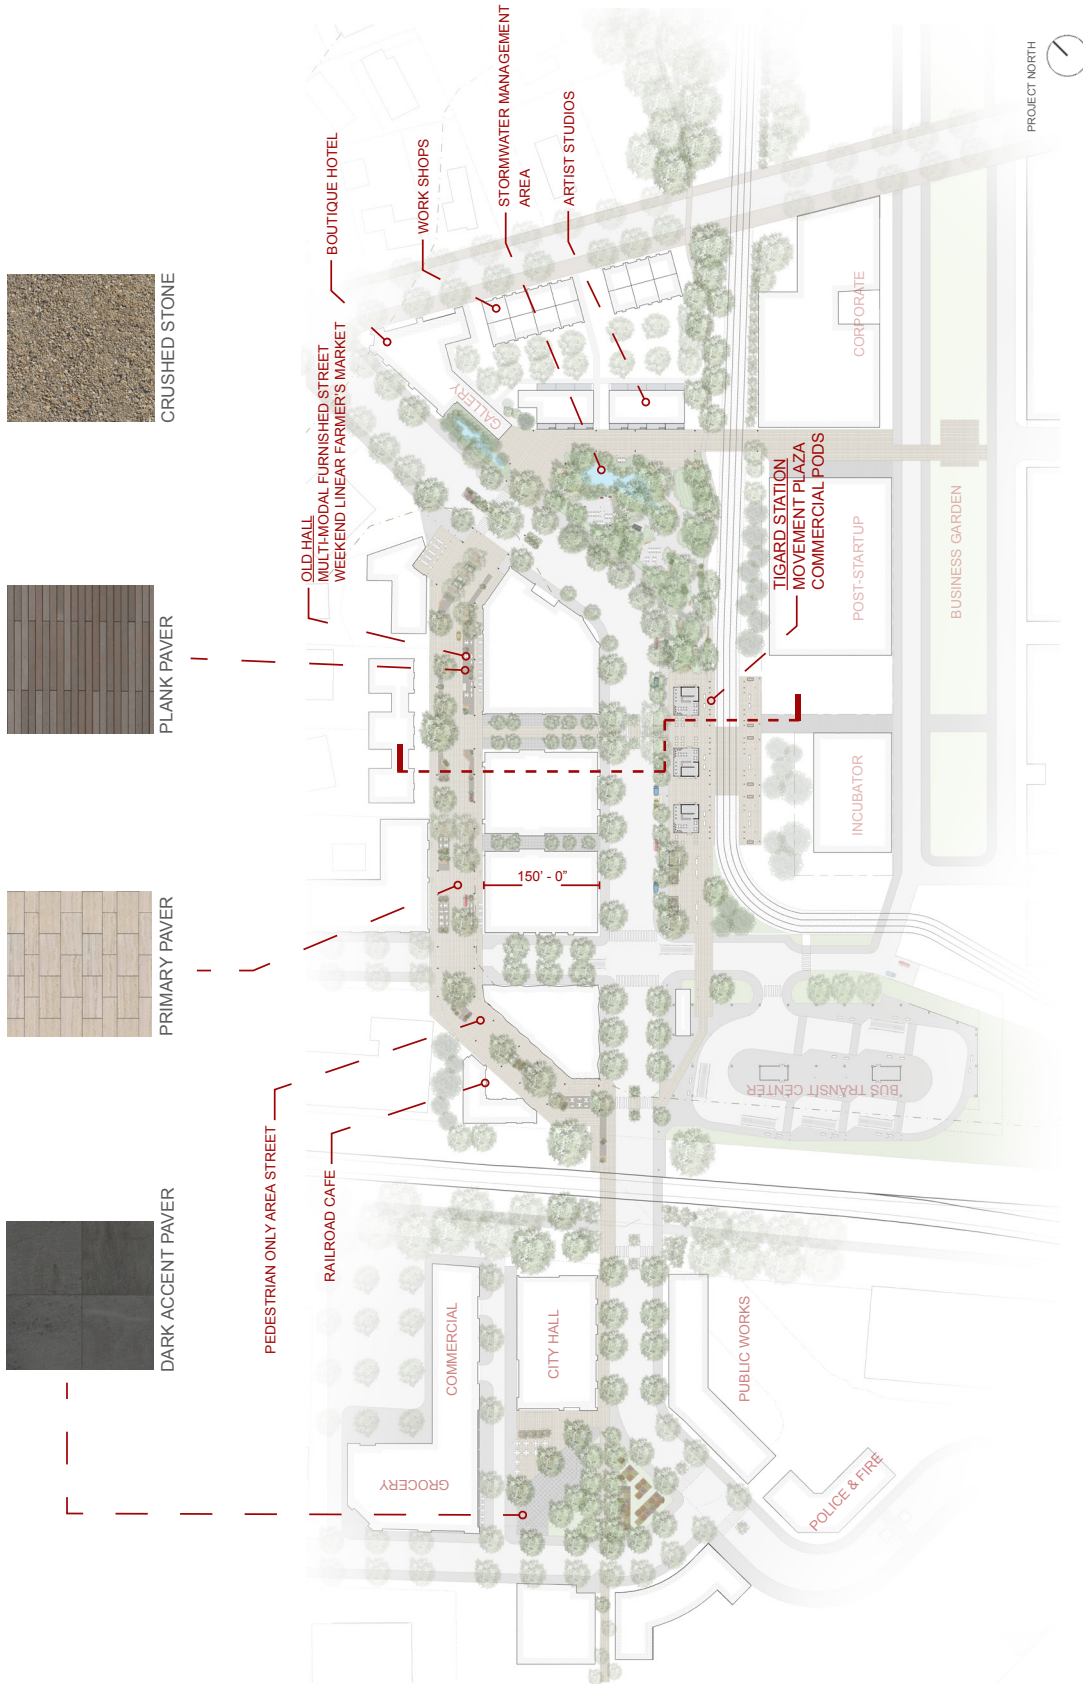 CRUSHED STONE
PLANK PAVER
PRIMARY PAVER
DARK ACCENT PAVER
BOUTIQUE HOTEL
WORK SHOPS
STORMWATER MANAGEMENT
AREA
ARTIST STUDIOS
OLD HALL
MULTI-MODAL FURNISHED STREET
WEEKEND LINEAR FARMER'S MARKET
TIGARD STATION
MOVEMENT PLAZA
COMMERCIAL PODS
PEDESTRIAN ONLY AREA STREET
RAILROAD CAFE
GALLERY
CORPORATE
POST-STARTUP
BUSINESS GARDEN
INCUBATOR
150' - 0"
BUS TRANSIT CENTER
COMMERCIAL
CITY HALL
GROCERY
PUBLIC WORKS
POLICE & FIRE
PROJECT NORTH